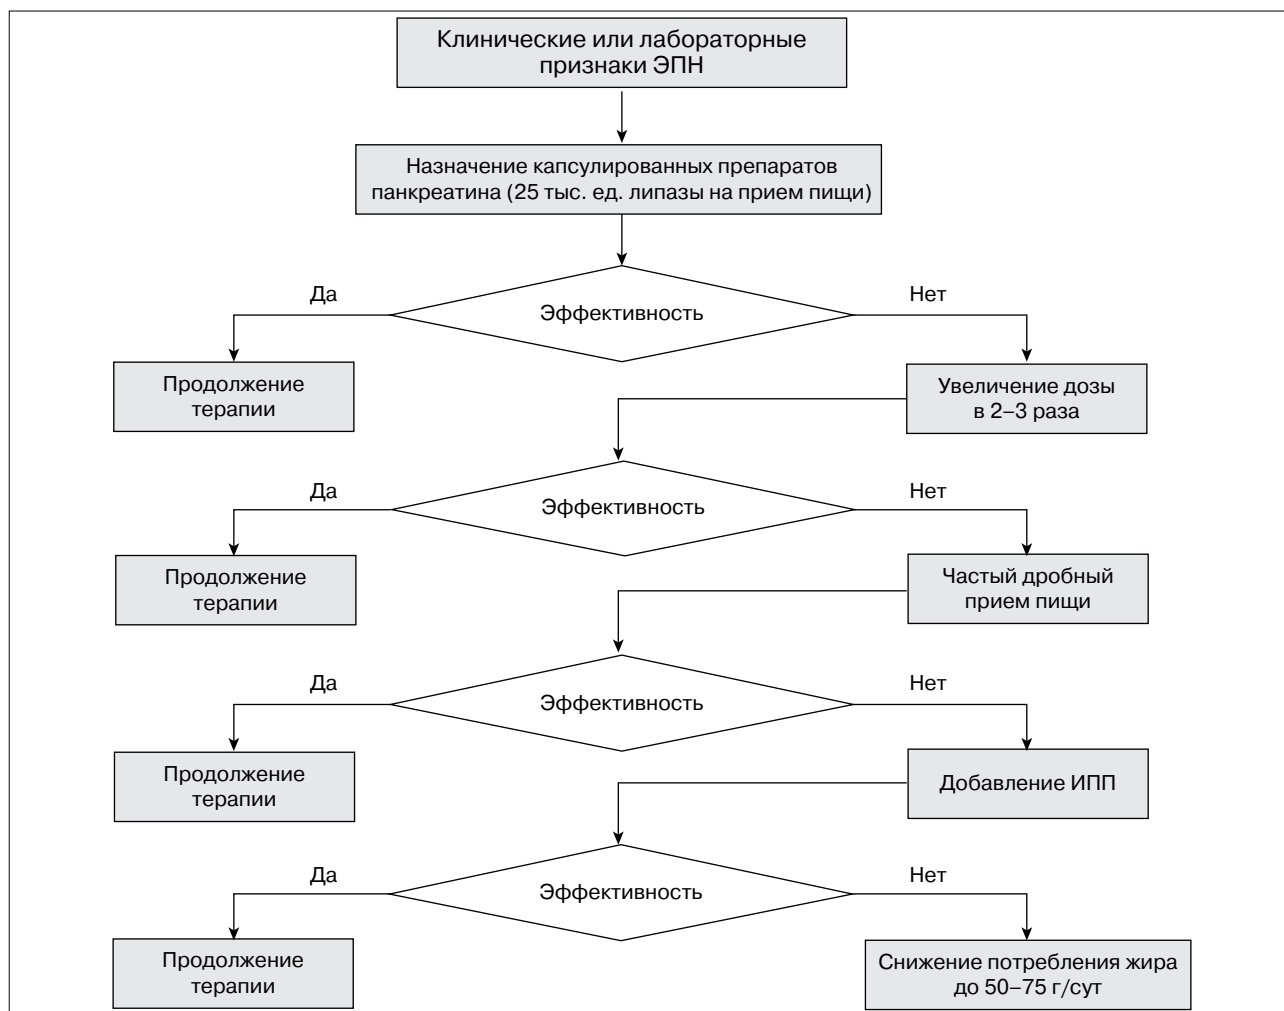 Клинические или лабораторные
признаки ЭПН
Назначение капсулированных препаратов
панкреатина (25 тыс. ед. липазы на прием пищи)
Да
Эффективность
Нет
Продолжение
терапии
Увеличение дозы
в 2–3 раза
Да
Эффективность
Нет
Продолжение
терапии
Частый дробный
прием пищи
Да
Эффективность
Нет
Продолжение
терапии
Добавление ИПП
Да
Эффективность
Нет
Продолжение
терапии
Снижение потребления жира
до 50–75 г/сут